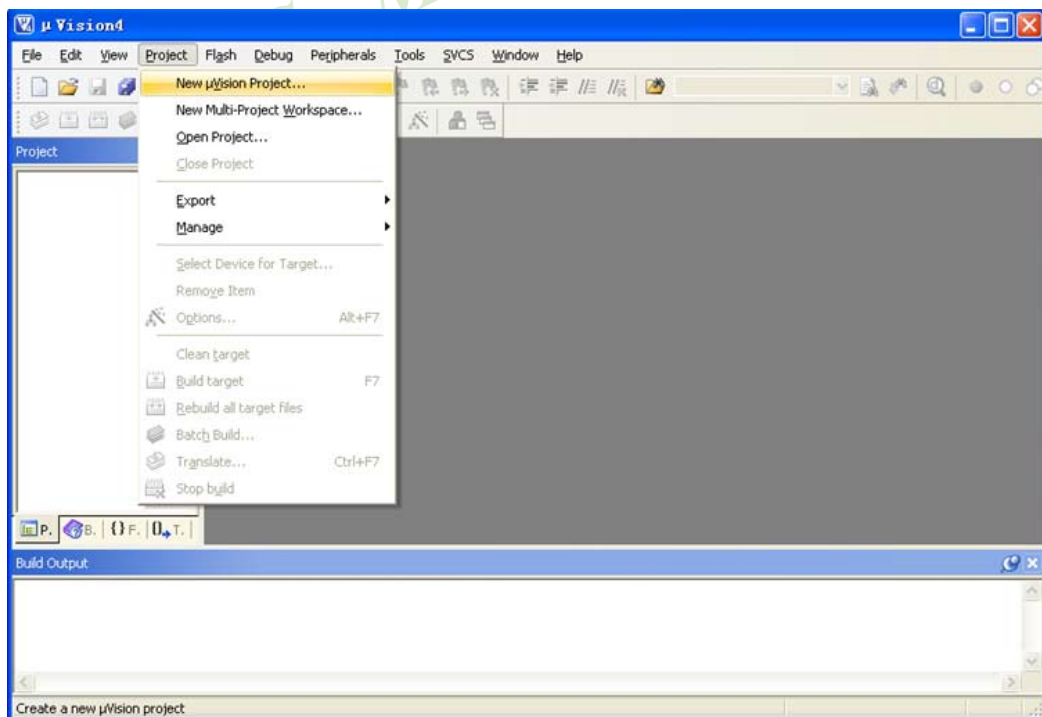 µ Vision4
File Edit View Project Flash Debug Peripherals Tools SVCS Window Help
New µVision Project...
New Multi-Project Workspace...
Open Project...
Project
Close Project
Export
Manage
Select Device for Target...
Remove Item
Options... Alt+F7
Clean target
Build target F7
Rebuild all target files
Batch Build...
Translate... Ctrl+F7
Stop build
P. B. {} F. 0→ T.
Build Output
Create a new µVision project